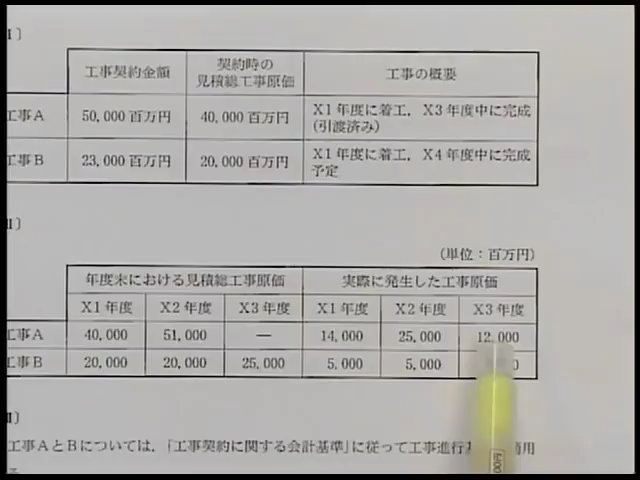 〕
工事契約金額 契約時の見積総工事原価 工事の概要
工事A 50,000百万円 40,000百万円 X1年度に着工，X3年度中に完成(引渡済み)
工事B 23,000百万円 20,000百万円 X1年度に着工，X4年度中に完成予定
〕
(単位：百万円)
年度末における見積総工事原価 実際に発生した工事原価
X1年度 X2年度 X3年度 X1年度 X2年度 X3年度
工事A 40,000 51,000 ― 14,000 25,000 12,000
工事B 20,000 20,000 25,000 5,000 5,000
〕
工事AとBについては，「工事契約に関する会計基準」に従って工事進行 適用